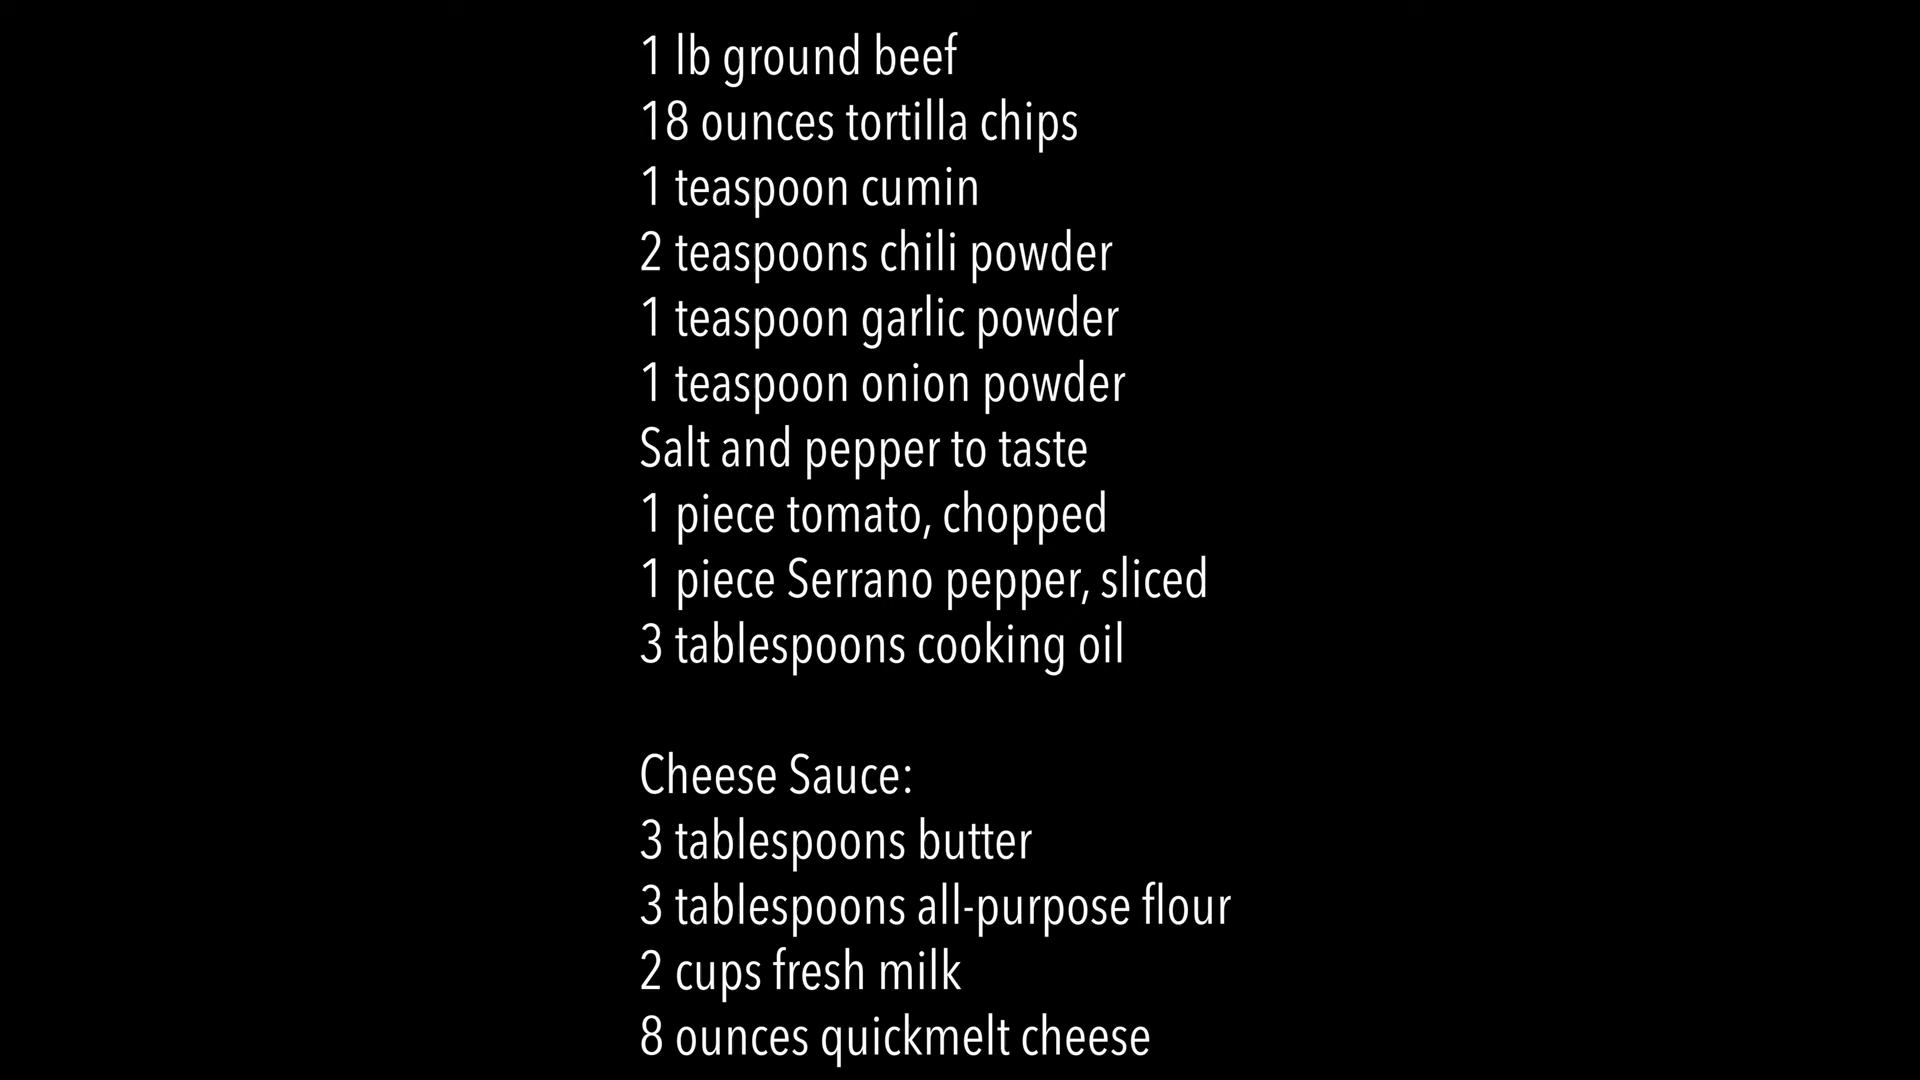 1 lb ground beef
18 ounces tortilla chips
1 teaspoon cumin
2 teaspoons chili powder
1 teaspoon garlic powder
1 teaspoon onion powder
Salt and pepper to taste
1 piece tomato, chopped
1 piece Serrano pepper, sliced
3 tablespoons cooking oil
Cheese Sauce:
3 tablespoons butter
3 tablespoons all-purpose flour
2 cups fresh milk
8 ounces quickmelt cheese